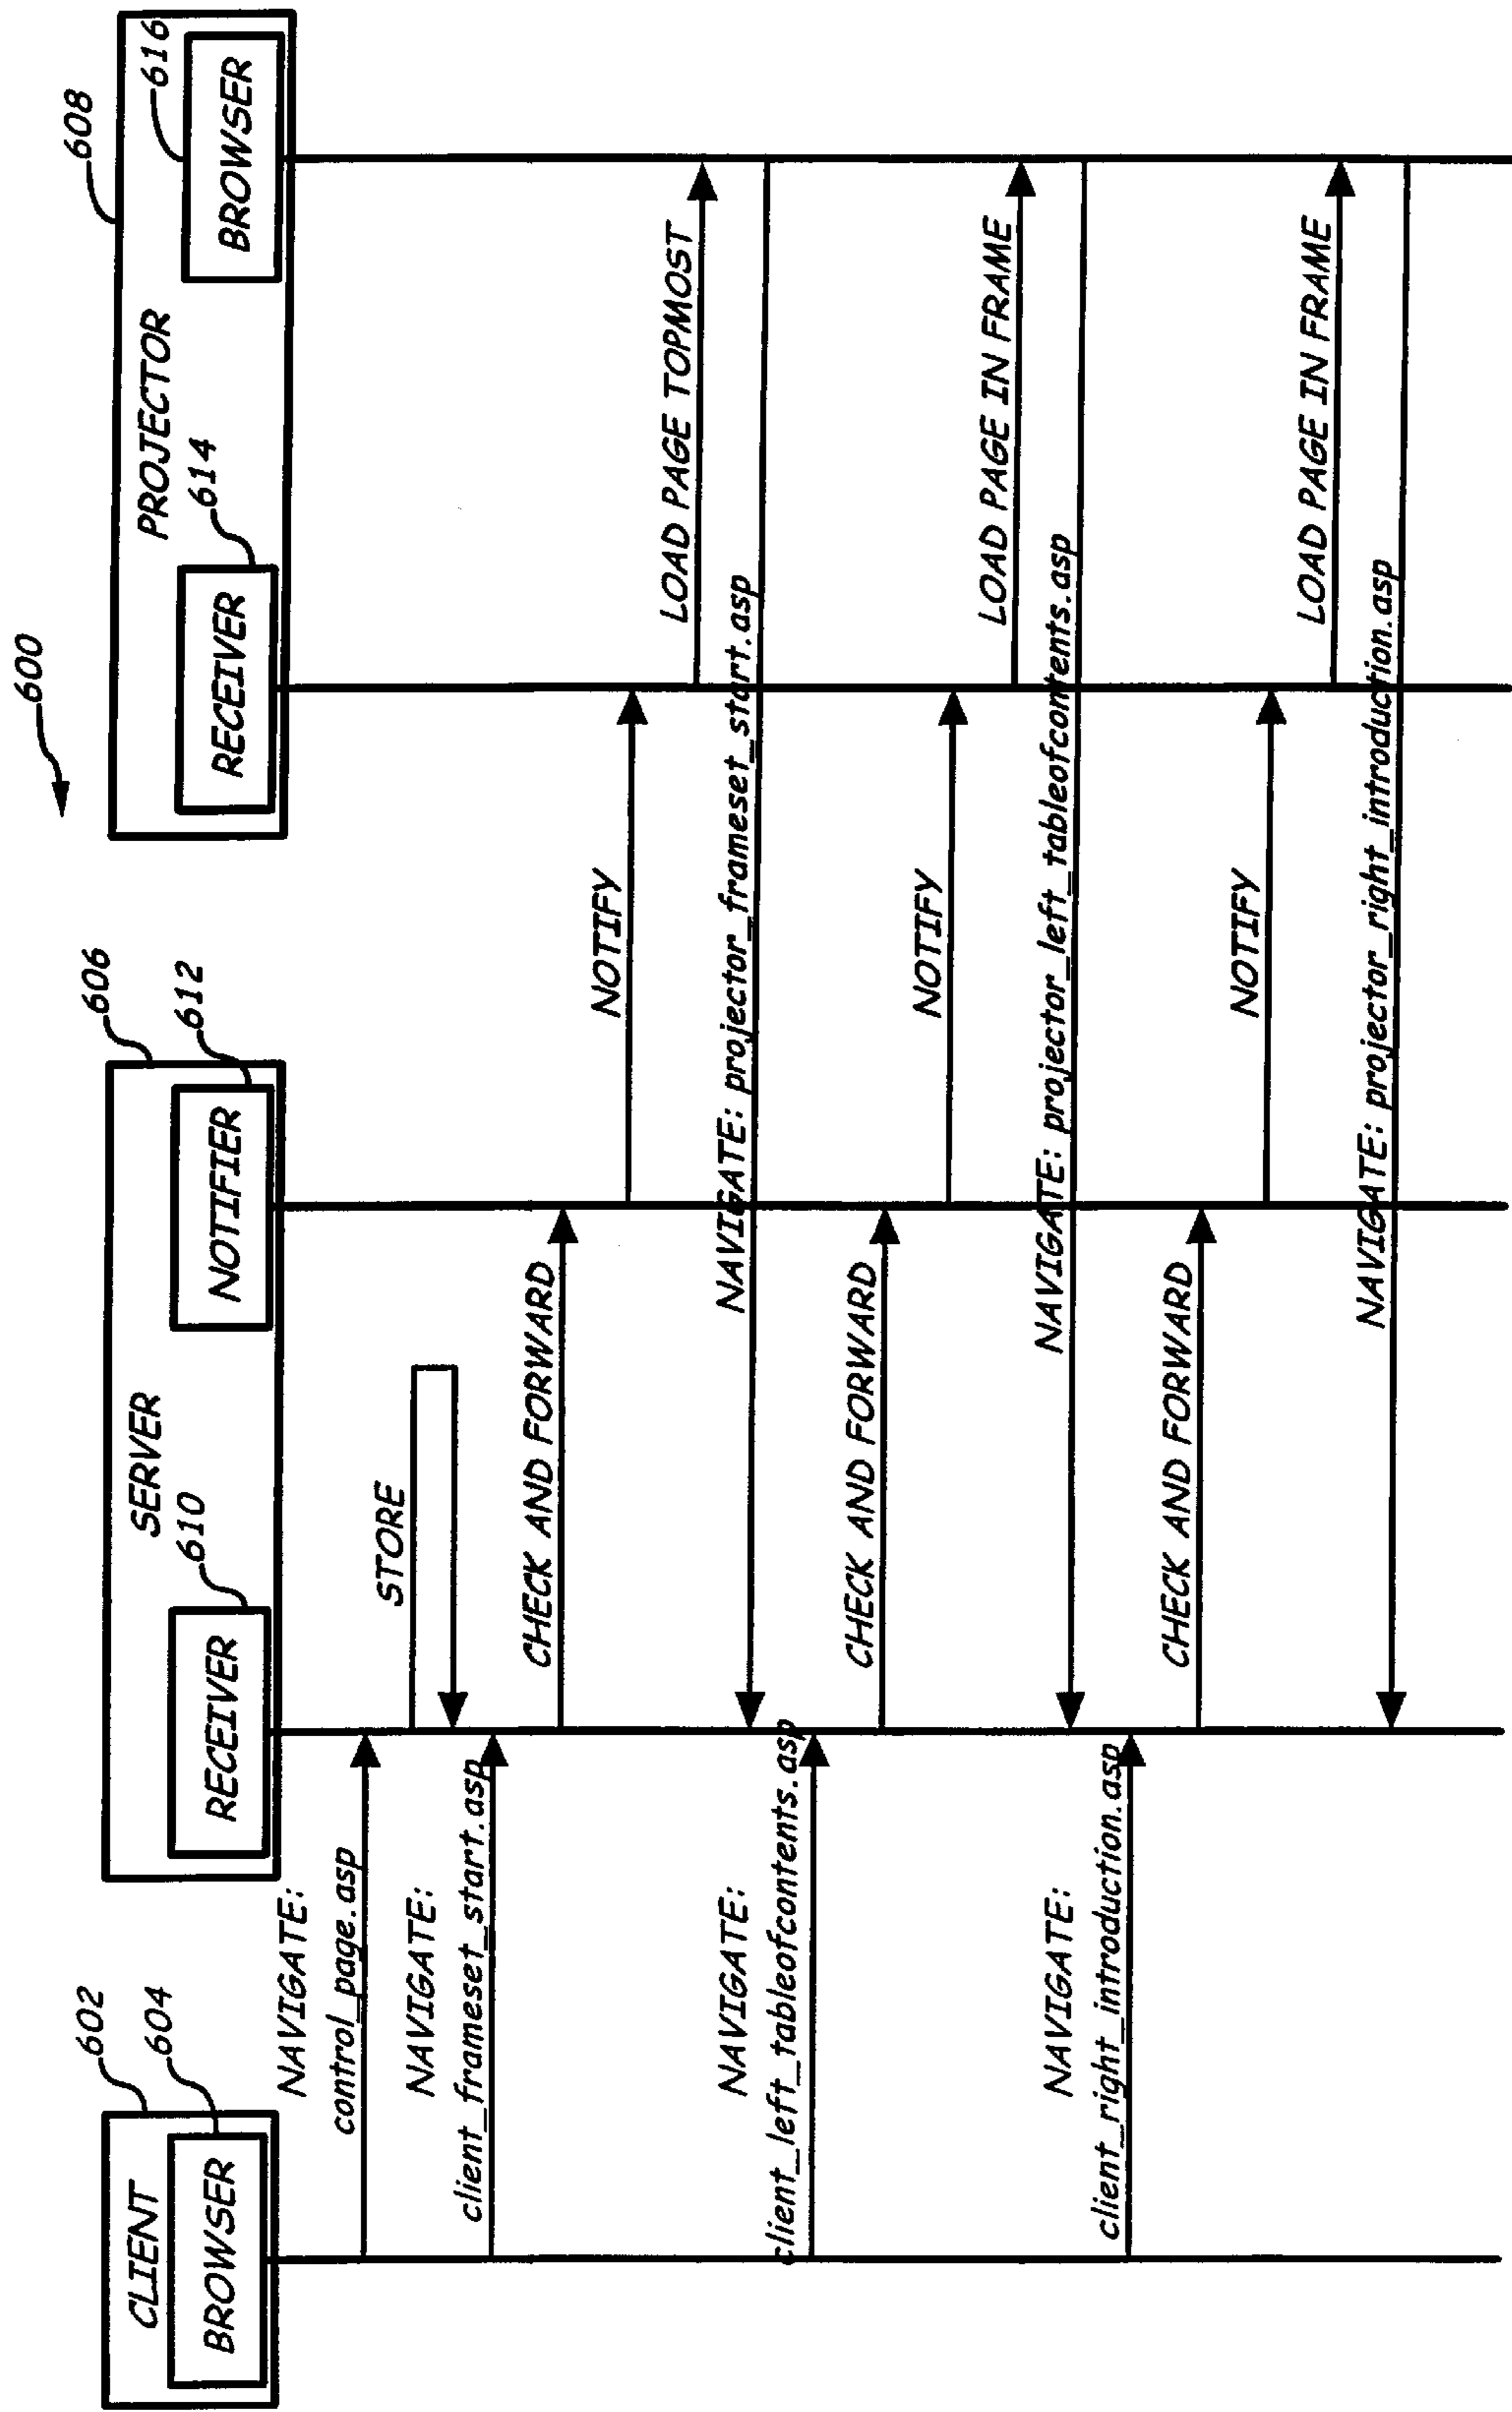 600
CLIENT
602
BROWSER
604
SERVER
606
RECEIVER
610
NOTIFIER
612
PROJECTOR
608
RECEIVER
614
BROWSER
616
NAVIGATE:
control_page.asp
STORE
NAVIGATE:
client_frameset_start.asp
CHECK AND FORWARD
NOTIFY
LOAD PAGE TOPMOST
NAVIGATE: projector_frameset_start.asp
NAVIGATE:
client_left_tableofcontents.asp
CHECK AND FORWARD
NOTIFY
LOAD PAGE IN FRAME
NAVIGATE: projector_left_tableofcontents.asp
NAVIGATE:
client_right_introduction.asp
CHECK AND FORWARD
NOTIFY
LOAD PAGE IN FRAME
NAVIGATE: projector_right_introduction.asp